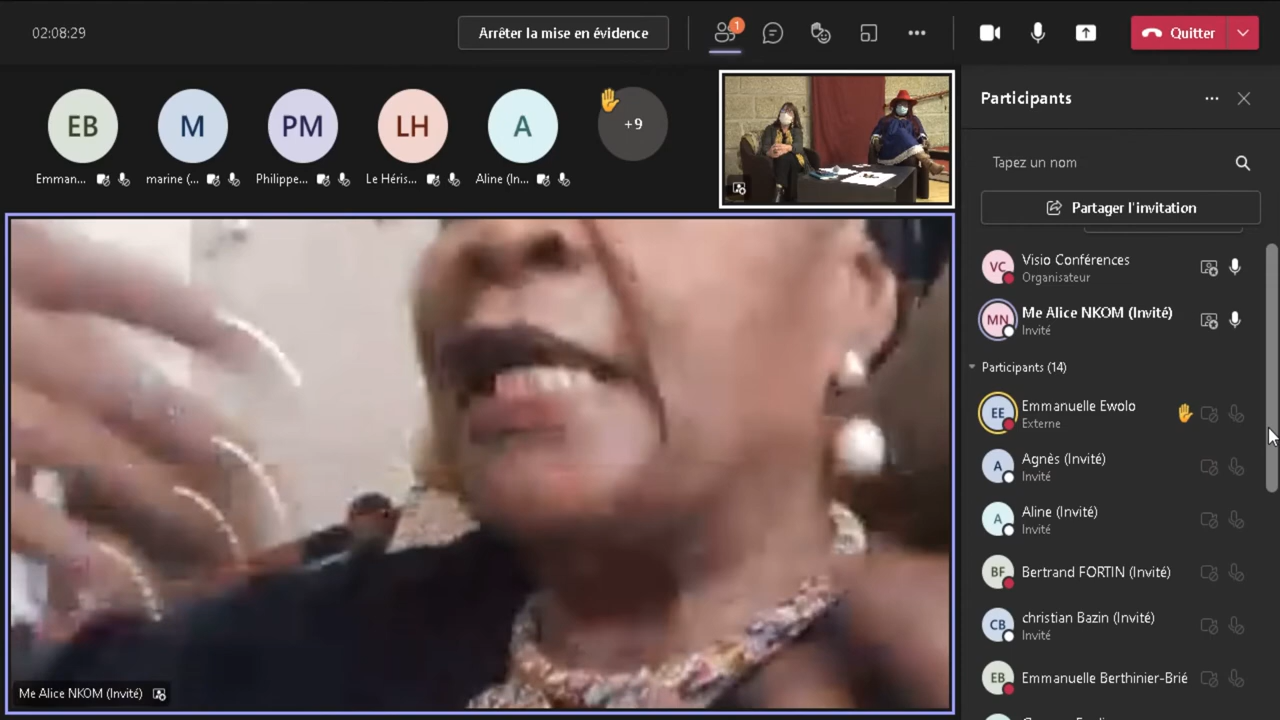 02:08:29
Arrêter la mise en évidence
1
Quitter
EB
M
PM
LH
A
+9
Emman...
marine (...
Philippe...
Le Héris...
Aline (In...
Me Alice NKOM (Invité)
Participants
Tapez un nom
Partager l'invitation
VC
Visio Conférences
Organisateur
MN
Me Alice NKOM (Invité)
Invité
Participants (14)
EE
Emmanuelle Ewolo
Externe
A
Agnès (Invité)
Invité
A
Aline (Invité)
Invité
BF
Bertrand FORTIN (Invité)
CB
christian Bazin (Invité)
Invité
EB
Emmanuelle Berthinier-Brié